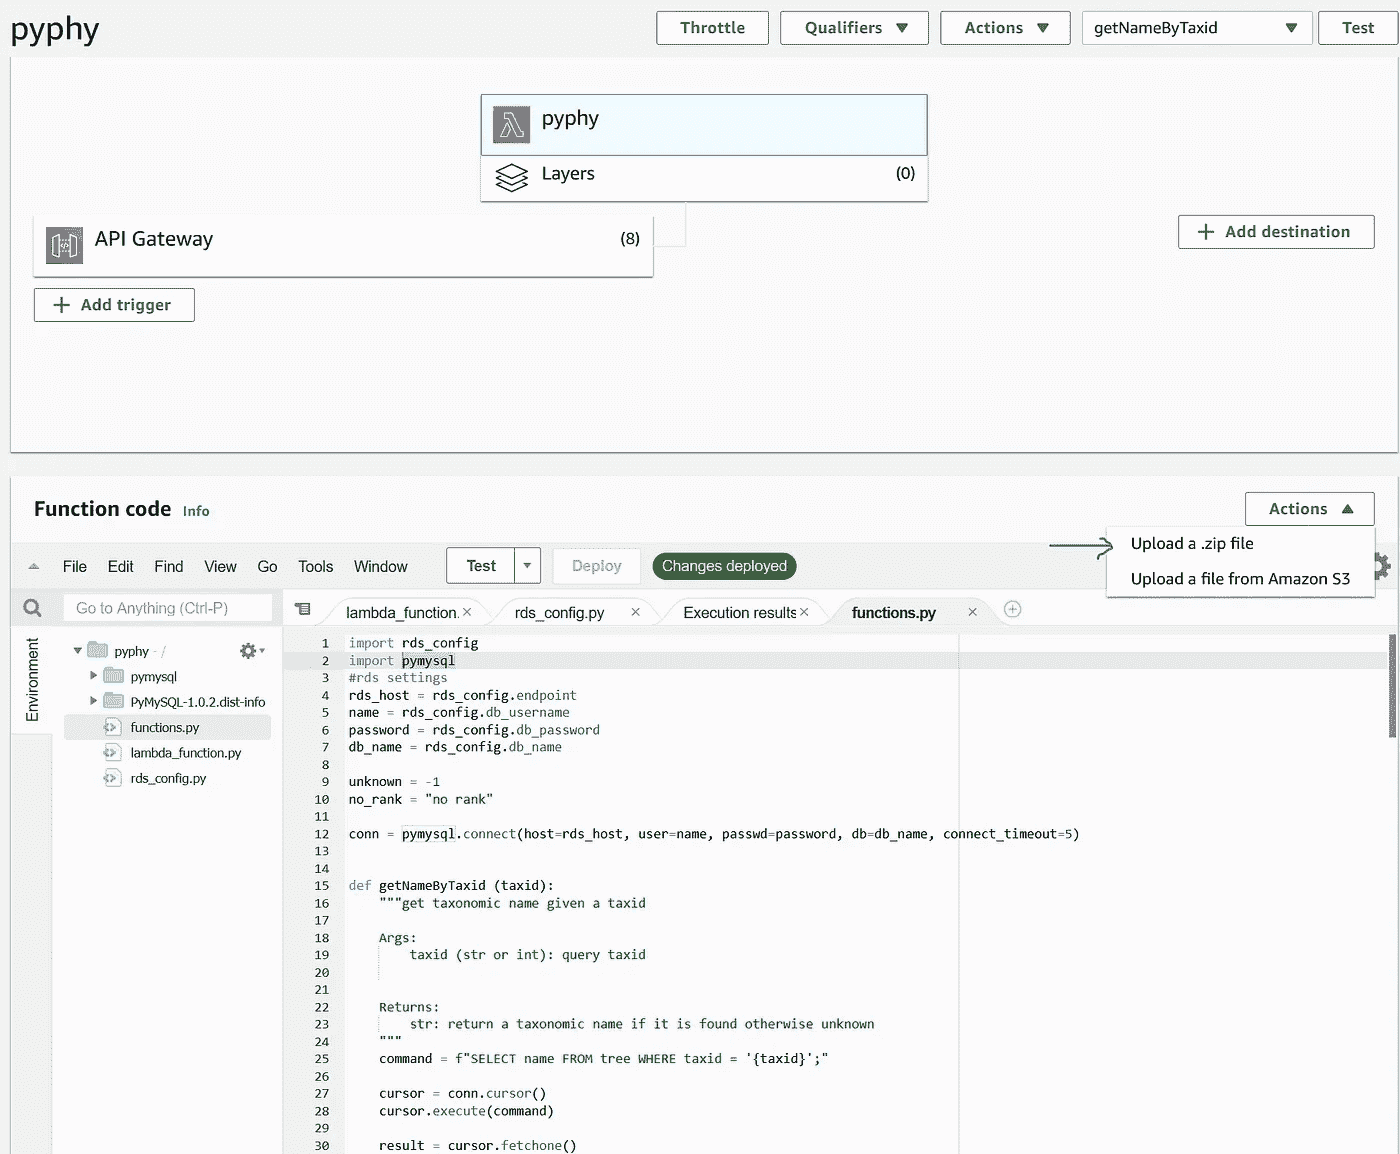 pyphy
Throttle
Qualifiers
Actions
getNameByTaxid
Test
pyphy
Layers
(0)
API Gateway
(8)
+ Add destination
+ Add trigger
Function code Info
Actions
Upload a .zip file
Upload a file from Amazon S3
File Edit Find View Go Tools Window
Test
Deploy
Changes deployed
Go to Anything (Ctrl-P)
lambda_function.
rds_config.py
Execution results
functions.py
Environment
pyphy - /
pymysql
PyMySQL-1.0.2.dist-info
functions.py
lambda_function.py
rds_config.py
1 import rds_config
2 import pymysql
3 #rds settings
4 rds_host = rds_config.endpoint
5 name = rds_config.db_username
6 password = rds_config.db_password
7 db_name = rds_config.db_name
8
9 unknown = -1
10 no_rank = "no rank"
11
12 conn = pymysql.connect(host=rds_host, user=name, passwd=password, db=db_name, connect_timeout=5)
13
14
15 def getNameByTaxid (taxid):
16 """get taxonomic name given a taxid
17
18 Args:
19 taxid (str or int): query taxid
20
21
22 Returns:
23 str: return a taxonomic name if it is found otherwise unknown
24 """
25 command = f"SELECT name FROM tree WHERE taxid = '{taxid}';"
26
27 cursor = conn.cursor()
28 cursor.execute(command)
29
30 result = cursor.fetchone()